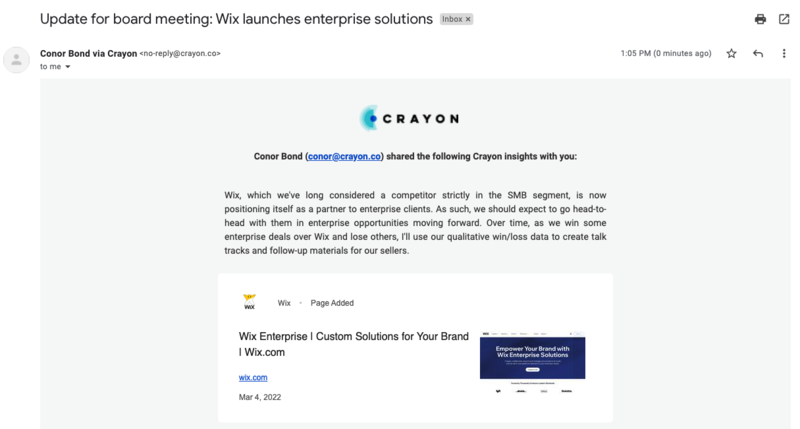 Update for board meeting: Wix launches enterprise solutions Inbox ×
Conor Bond via Crayon <no-reply@crayon.co> 1:05 PM (0 minutes ago)
to me
CRAYON
Conor Bond (conor@crayon.co) shared the following Crayon insights with you:
Wix, which we've long considered a competitor strictly in the SMB segment, is now
positioning itself as a partner to enterprise clients. As such, we should expect to go head-to-
head with them in enterprise opportunities moving forward. Over time, as we win some
enterprise deals over Wix and lose others, I'll use our qualitative win/loss data to create talk
tracks and follow-up materials for our sellers.
WiX
Wix · Page Added
Wix Enterprise | Custom Solutions for Your Brand
| Wix.com
Empower Your Brand with
Wix Enterprise Solutions
wix.com
Mar 4, 2022